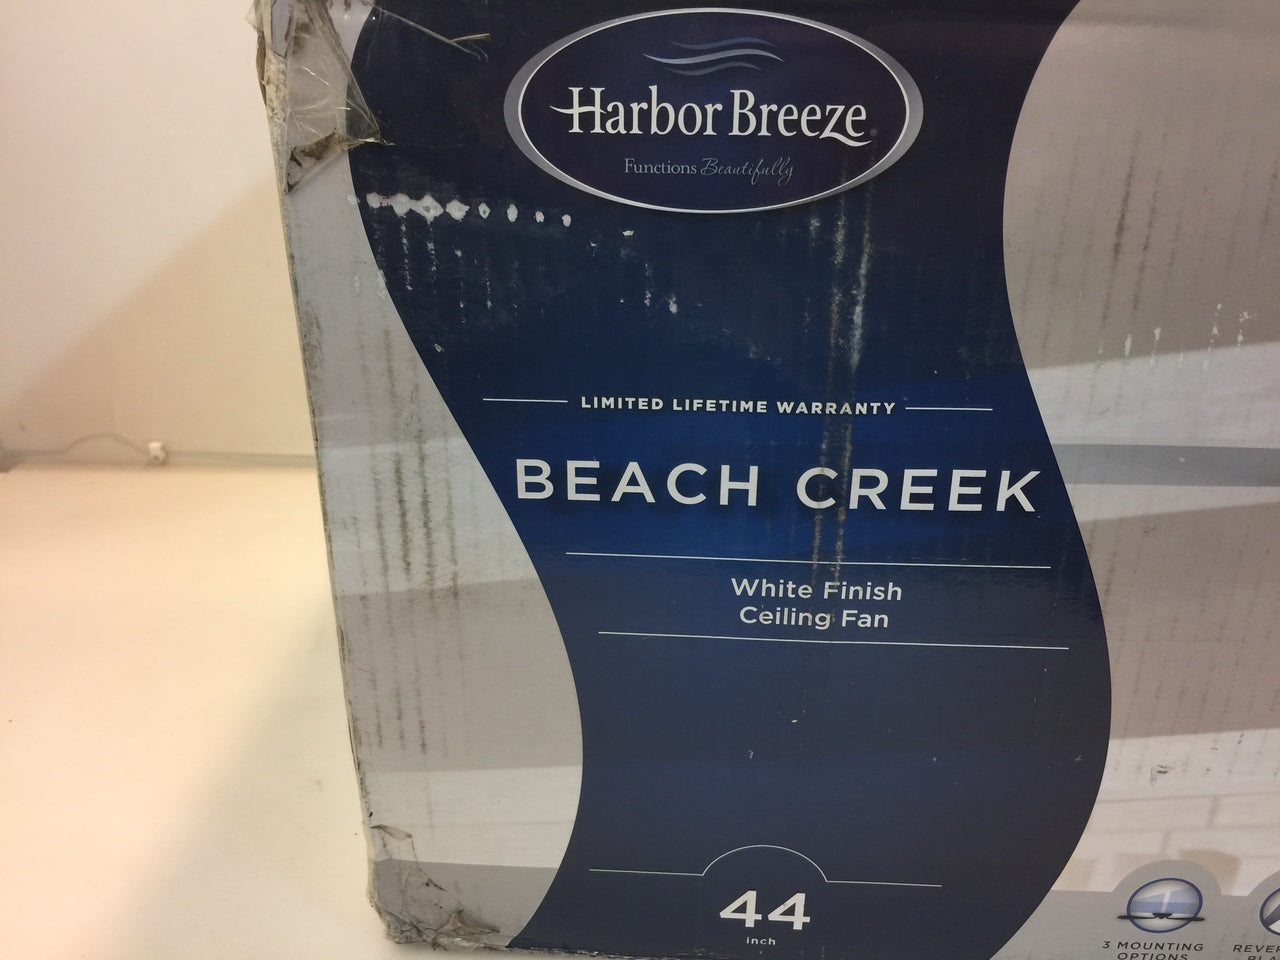 Harbor Breeze®
Functions Beautifully
LIMITED LIFETIME WARRANTY
BEACH CREEK
White Finish
Ceiling Fan
44
inch
3 MOUNTING
OPTIONS